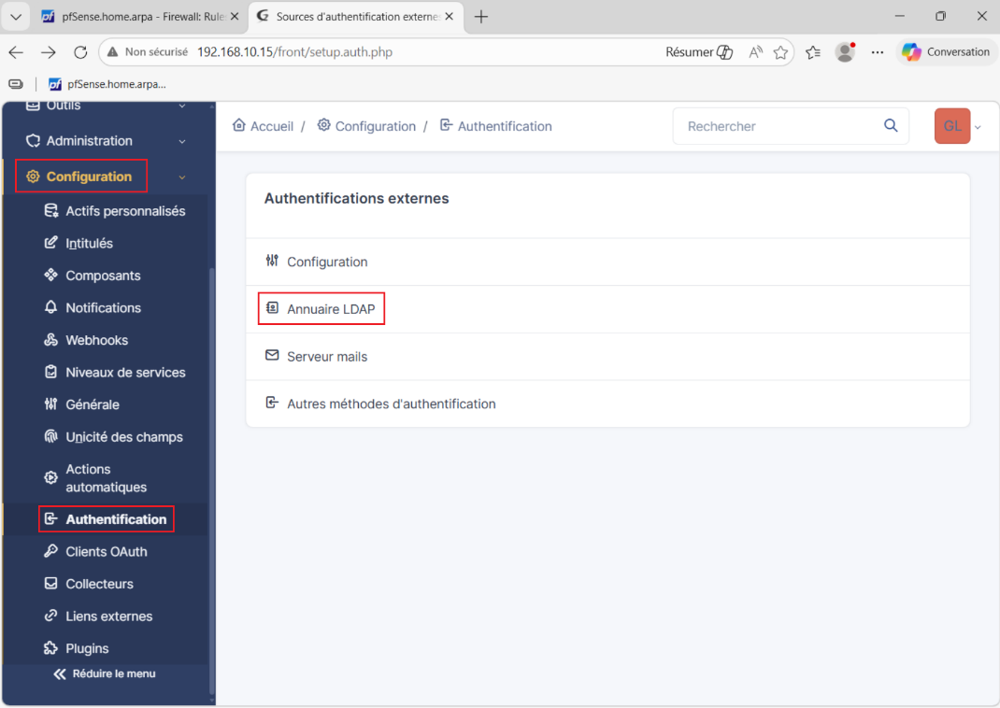 pfSense.home.arpa - Firewall: Rule
Sources d'authentification externe
Non sécurisé 192.168.10.15/front/setup.auth.php
Résumer
Conversation
pfSense.home.arpa...
Outils
Administration
Configuration
Actifs personnalisés
Intitulés
Composants
Notifications
Webhooks
Niveaux de services
Générale
Unicité des champs
Actions
automatiques
Authentification
Clients OAuth
Collecteurs
Liens externes
Plugins
Réduire le menu
Accueil / Configuration / Authentification
Rechercher
GL
Authentifications externes
Configuration
Annuaire LDAP
Serveur mails
Autres méthodes d'authentification